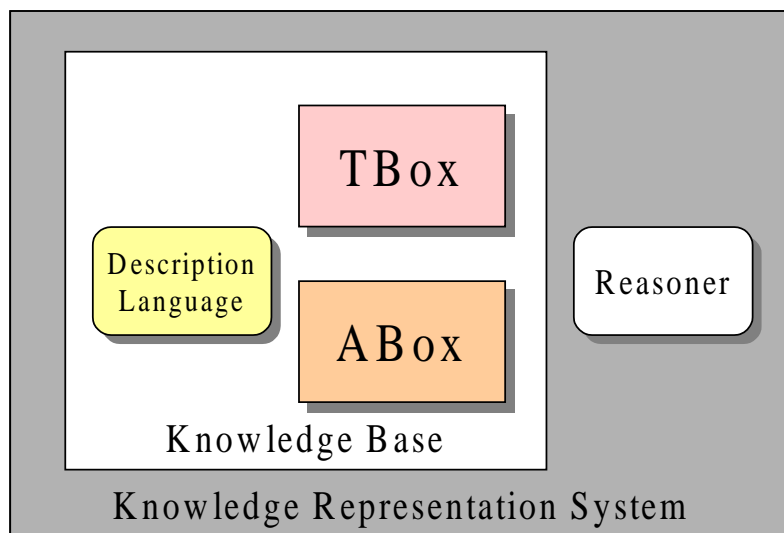 TBox
Description
Language
Reasoner
ABox
Knowledge Base
Knowledge Representation System